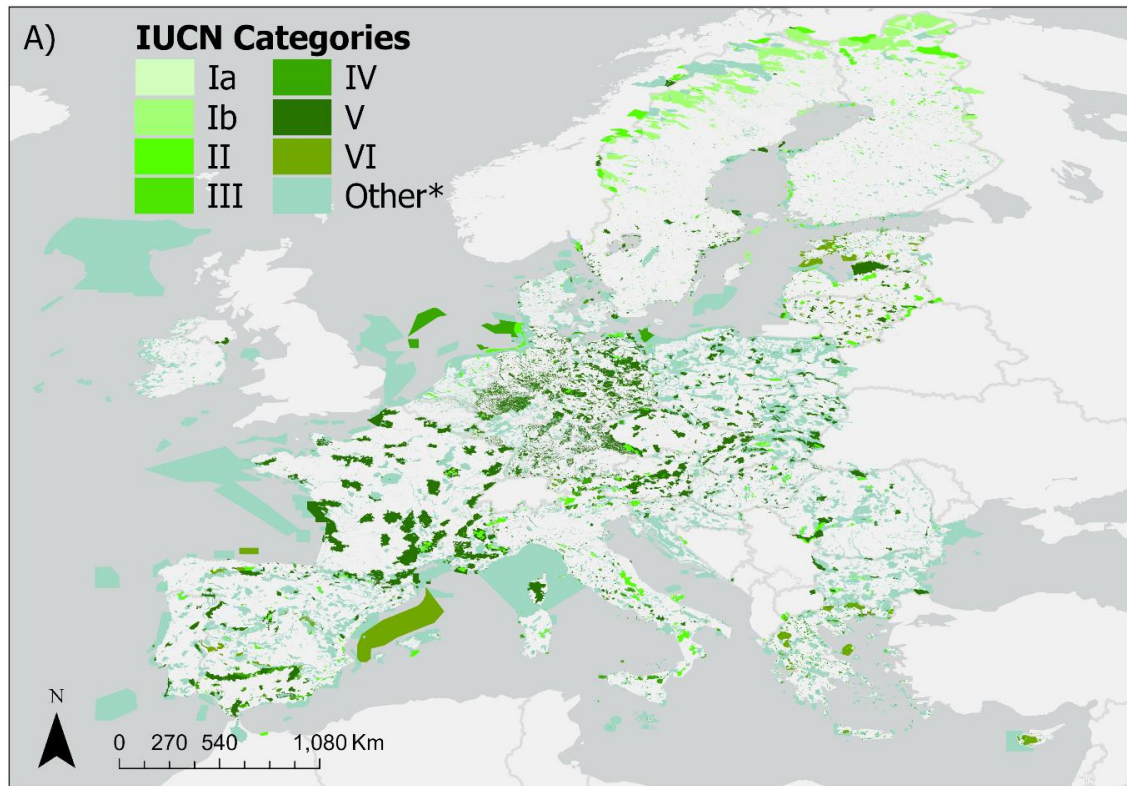 A)
IUCN Categories
Ia
IV
Ib
V
II
VI
III
Other*
N
0 270 540 1,080 Km